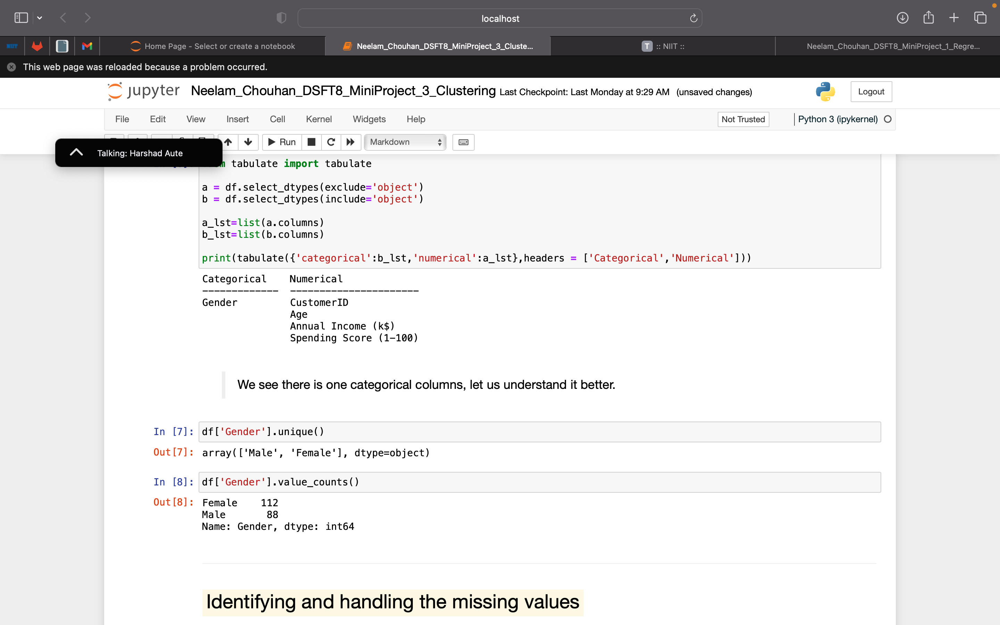 localhost
NIIT
Home Page - Select or create a notebook
Neelam_Chouhan_DSFT8_MiniProject_3_Cluste...
T :: NIIT ::
Neelam_Chouhan_DSFT8_MiniProject_1_Regre...
This web page was reloaded because a problem occurred.
jupyter Neelam_Chouhan_DSFT8_MiniProject_3_Clustering Last Checkpoint: Last Monday at 9:29 AM (unsaved changes)
Logout
File Edit View Insert Cell Kernel Widgets Help
Not Trusted
Python 3 (ipykernel)
Run
Markdown
Talking: Harshad Aute
tabulate import tabulate
a = df.select_dtypes(exclude='object')
b = df.select_dtypes(include='object')
a_lst=list(a.columns)
b_lst=list(b.columns)
print(tabulate({'categorical':b_lst,'numerical':a_lst},headers = ['Categorical','Numerical']))
Categorical Numerical
------------- ----------------------
Gender CustomerID
Age
Annual Income (k$)
Spending Score (1-100)
We see there is one categorical columns, let us understand it better.
In [7]: df['Gender'].unique()
Out[7]: array(['Male', 'Female'], dtype=object)
In [8]: df['Gender'].value_counts()
Out[8]: Female 112
Male 88
Name: Gender, dtype: int64
Identifying and handling the missing values